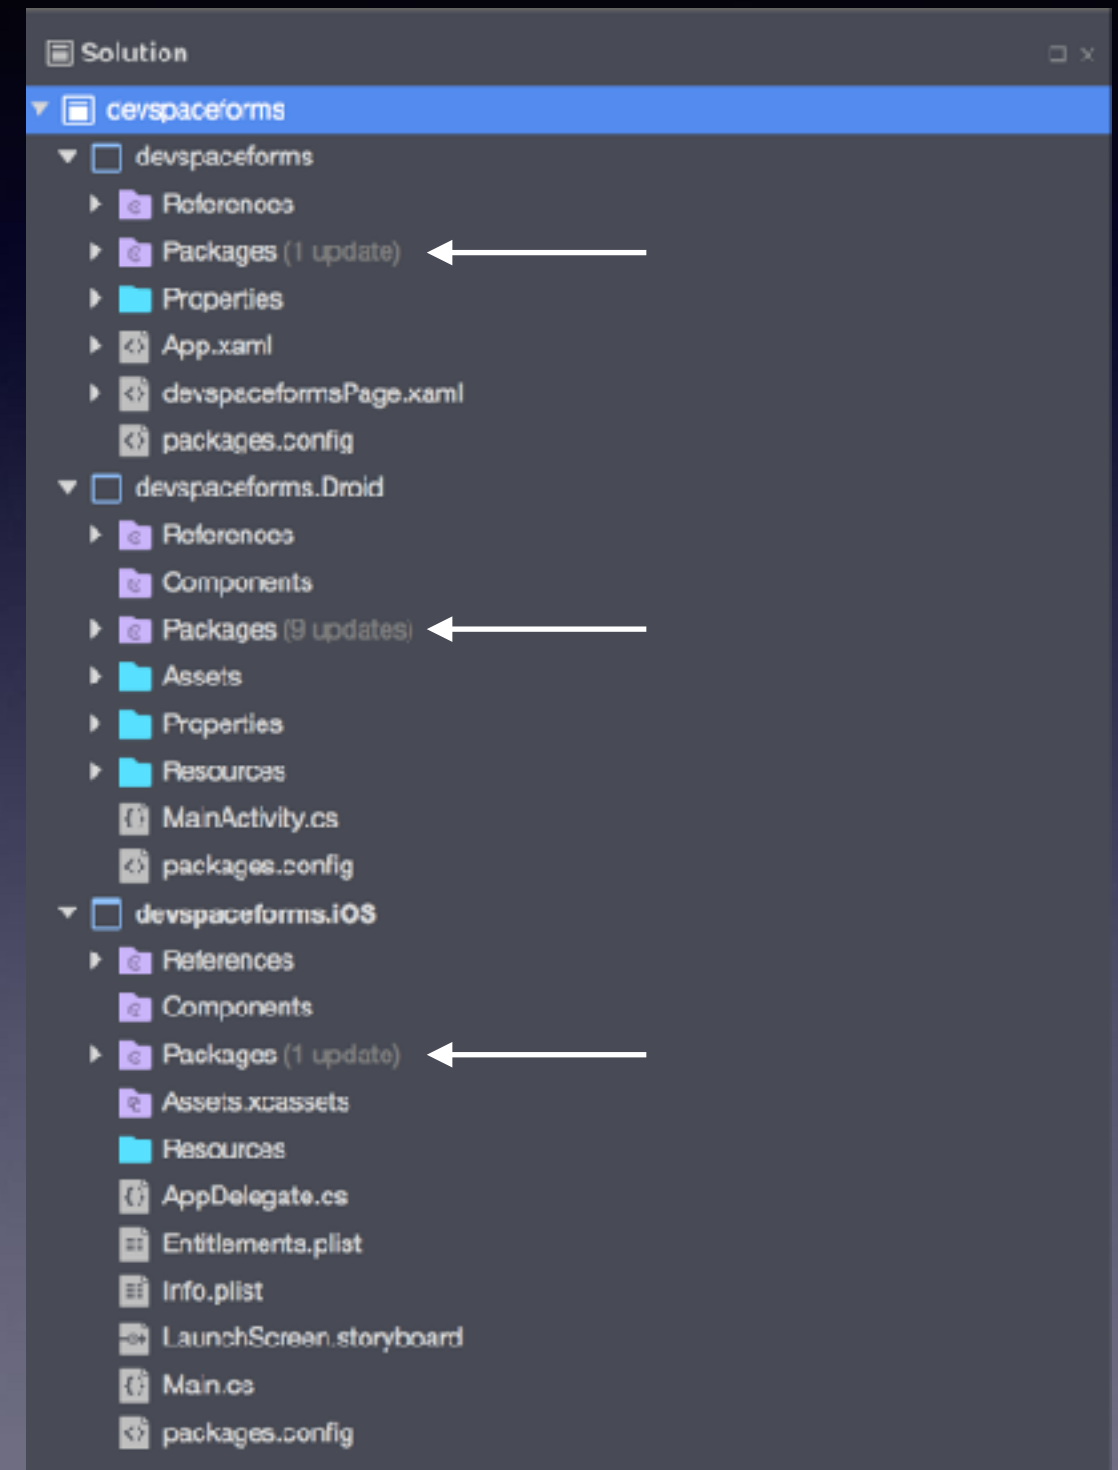 Solution
devspaceforms
devspaceforms
References
Packages (1 update)
Properties
App.xaml
devspaceformsPage.xaml
packages.config
devspaceforms.Droid
References
Components
Packages (9 updates)
Assets
Properties
Resources
MainActivity.cs
packages.config
devspaceforms.iOS
References
Components
Packages (1 update)
Assets.xcassets
Resources
AppDelegate.cs
Entitlements.plist
Info.plist
LaunchScreen.storyboard
Main.cs
packages.config